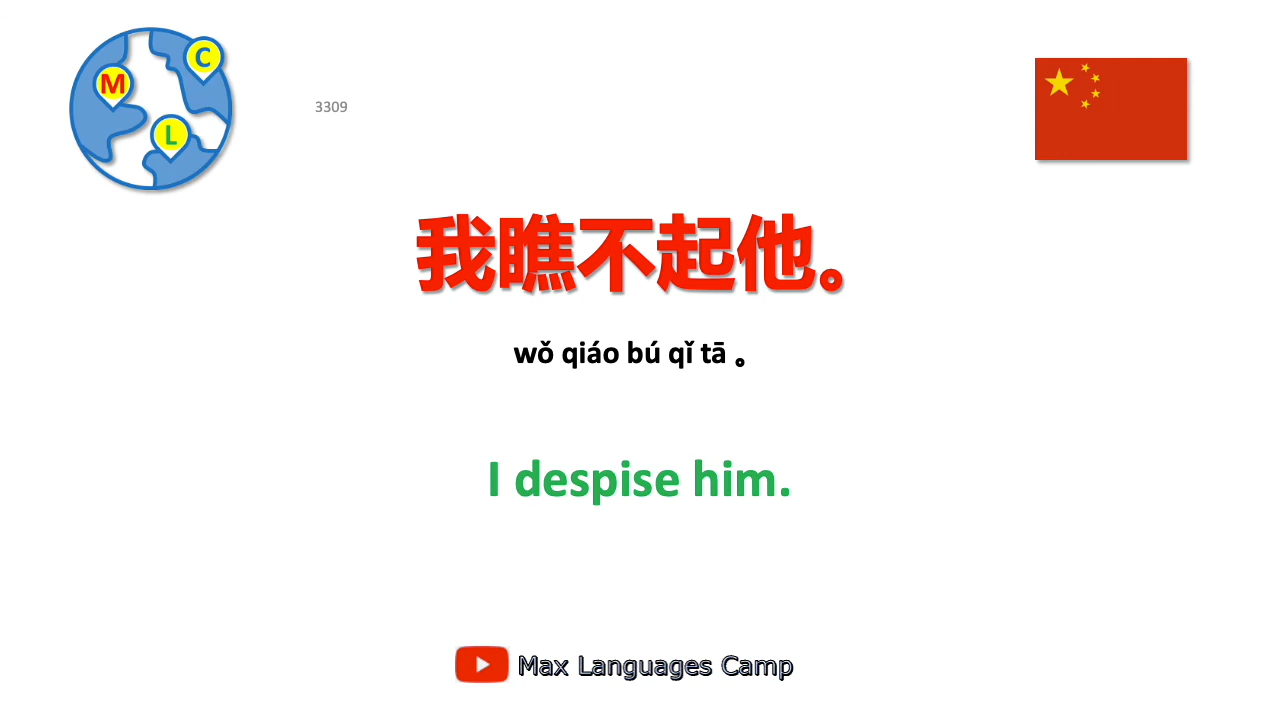 M
C
L
3309
我瞧不起他。
wǒ qiáo bú qǐ tā 。
I despise him.
Max Languages Camp